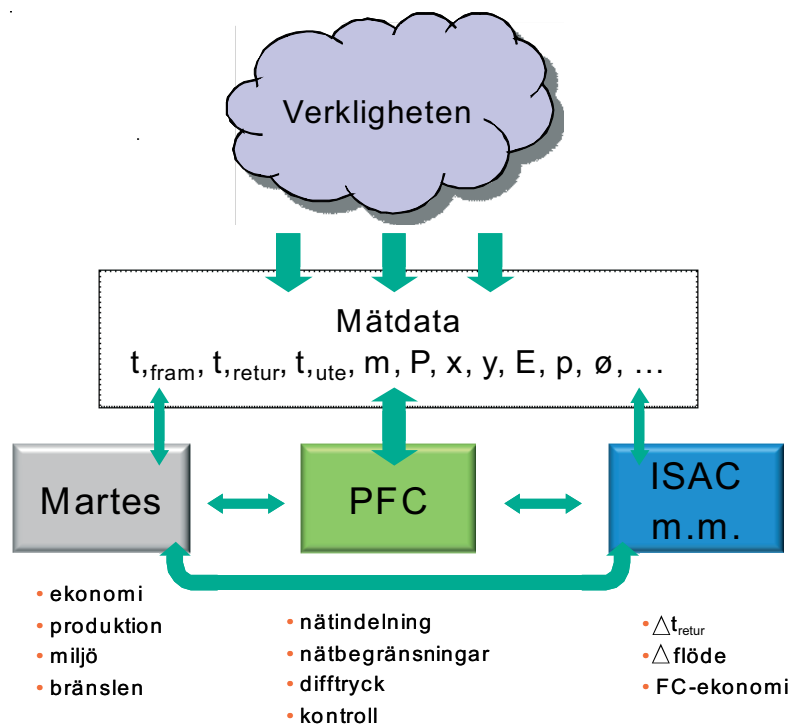 Verkligheten
Mätdata
t,fram, t,retur, t,ute, m, P, x, y, E, p, ø, ...
Martes
PFC
ISAC
m.m.
• ekonomi
• produktion
• miljö
• bränslen
• nätindelning
• nätbegränsningar
• difftryck
• kontroll
• △tretur
• △flöde
• FC-ekonomi